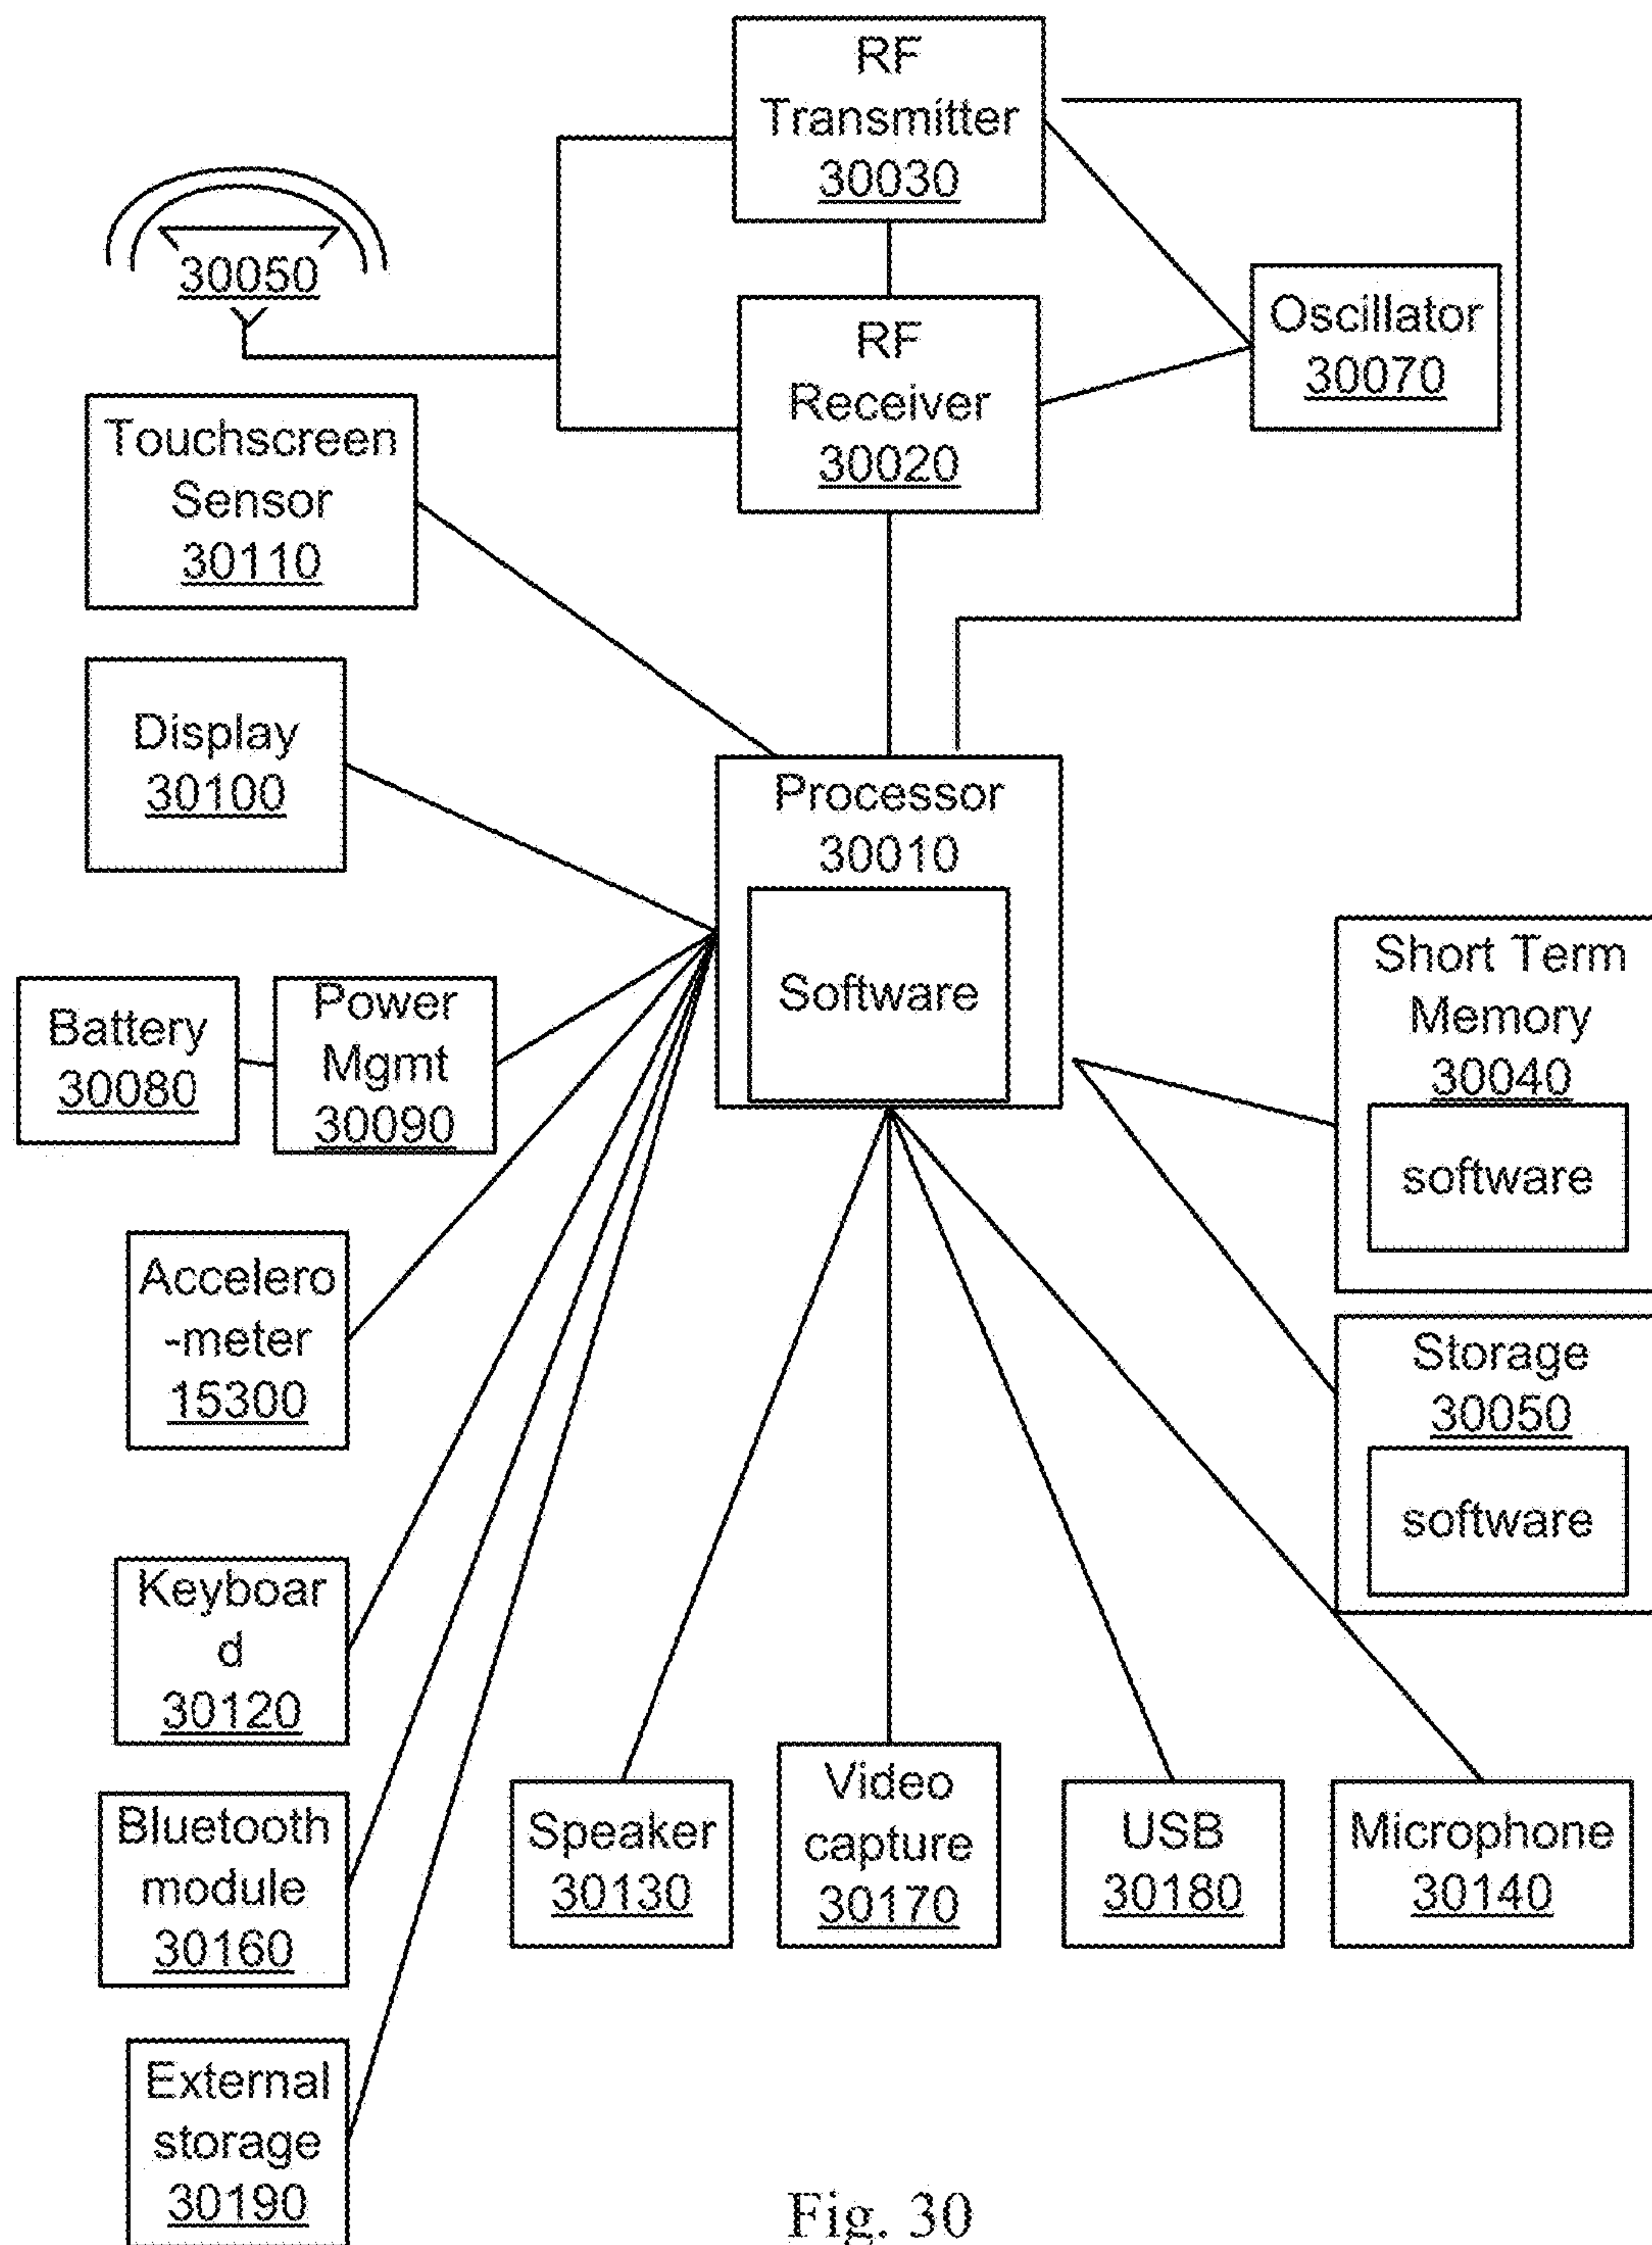 RF
Transmitter
30030
30050
Oscillator
30070
RF
Receiver
30020
Touchscreen
Sensor
30110
Display
30100
Processor
30010
Software
Short Term
Memory
30040
software
Battery
30080
Power
Mgmt
30090
Accelero
-meter
15300
Storage
30050
software
Keyboar
d
30120
Bluetooth
module
30160
Speaker
30130
Video
capture
30170
USB
30180
Microphone
30140
External
storage
30190
Fig. 30